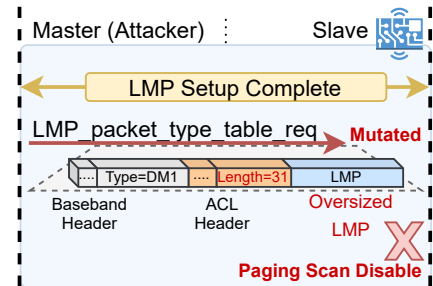 Master (Attacker) Slave
LMP Setup Complete
LMP_packet_type_table_req Mutated
.... Type=DM1 .... Length=31 LMP
Baseband Header
ACL Header
Oversized LMP
Paging Scan Disable